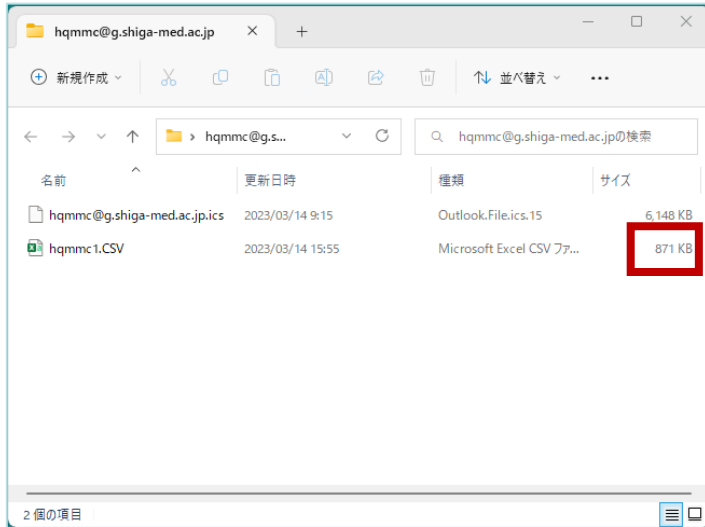 hqmmc@g.shiga-med.ac.jp
新規作成 並べ替え
hqmmc@g.s... hqmmc@g.shiga-med.ac.jpの検索
名前 更新日時 種類 サイズ
hqmmc@g.shiga-med.ac.jp.ics 2023/03/14 9:15 Outlook.File.ics.15 6,148 KB
hqmmc1.CSV 2023/03/14 15:55 Microsoft Excel CSV ファ... 871 KB
2 個の項目